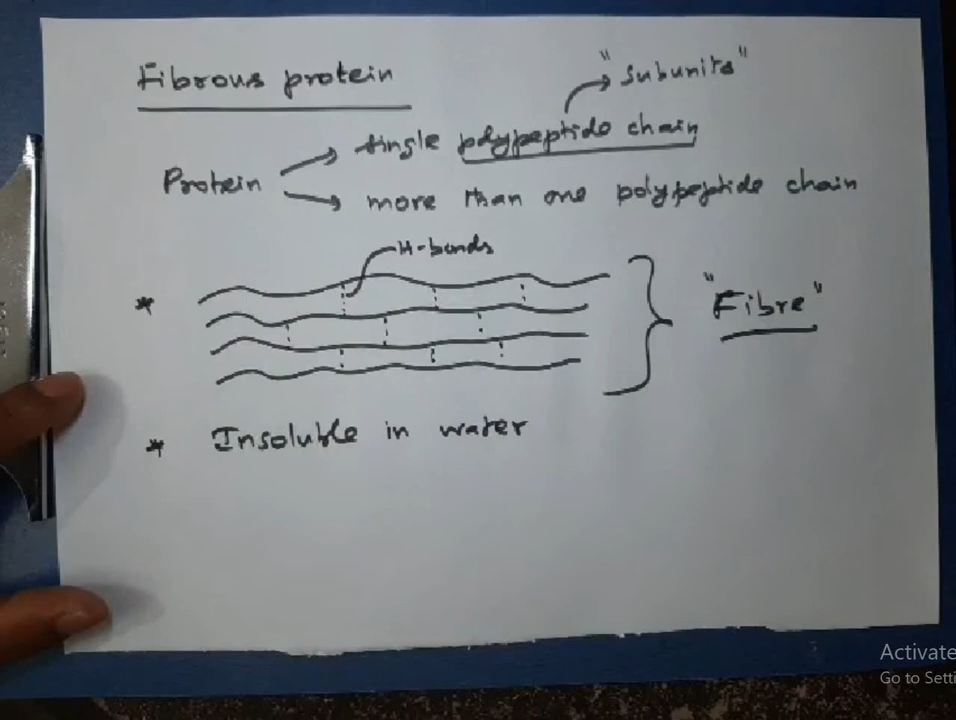 Fibrous protein
"Subunits"
Single polypeptide chain
Protein
more than one polypeptide chain
H-bonds
* "Fibre"
* Insoluble in water
Activate
Go to Setti